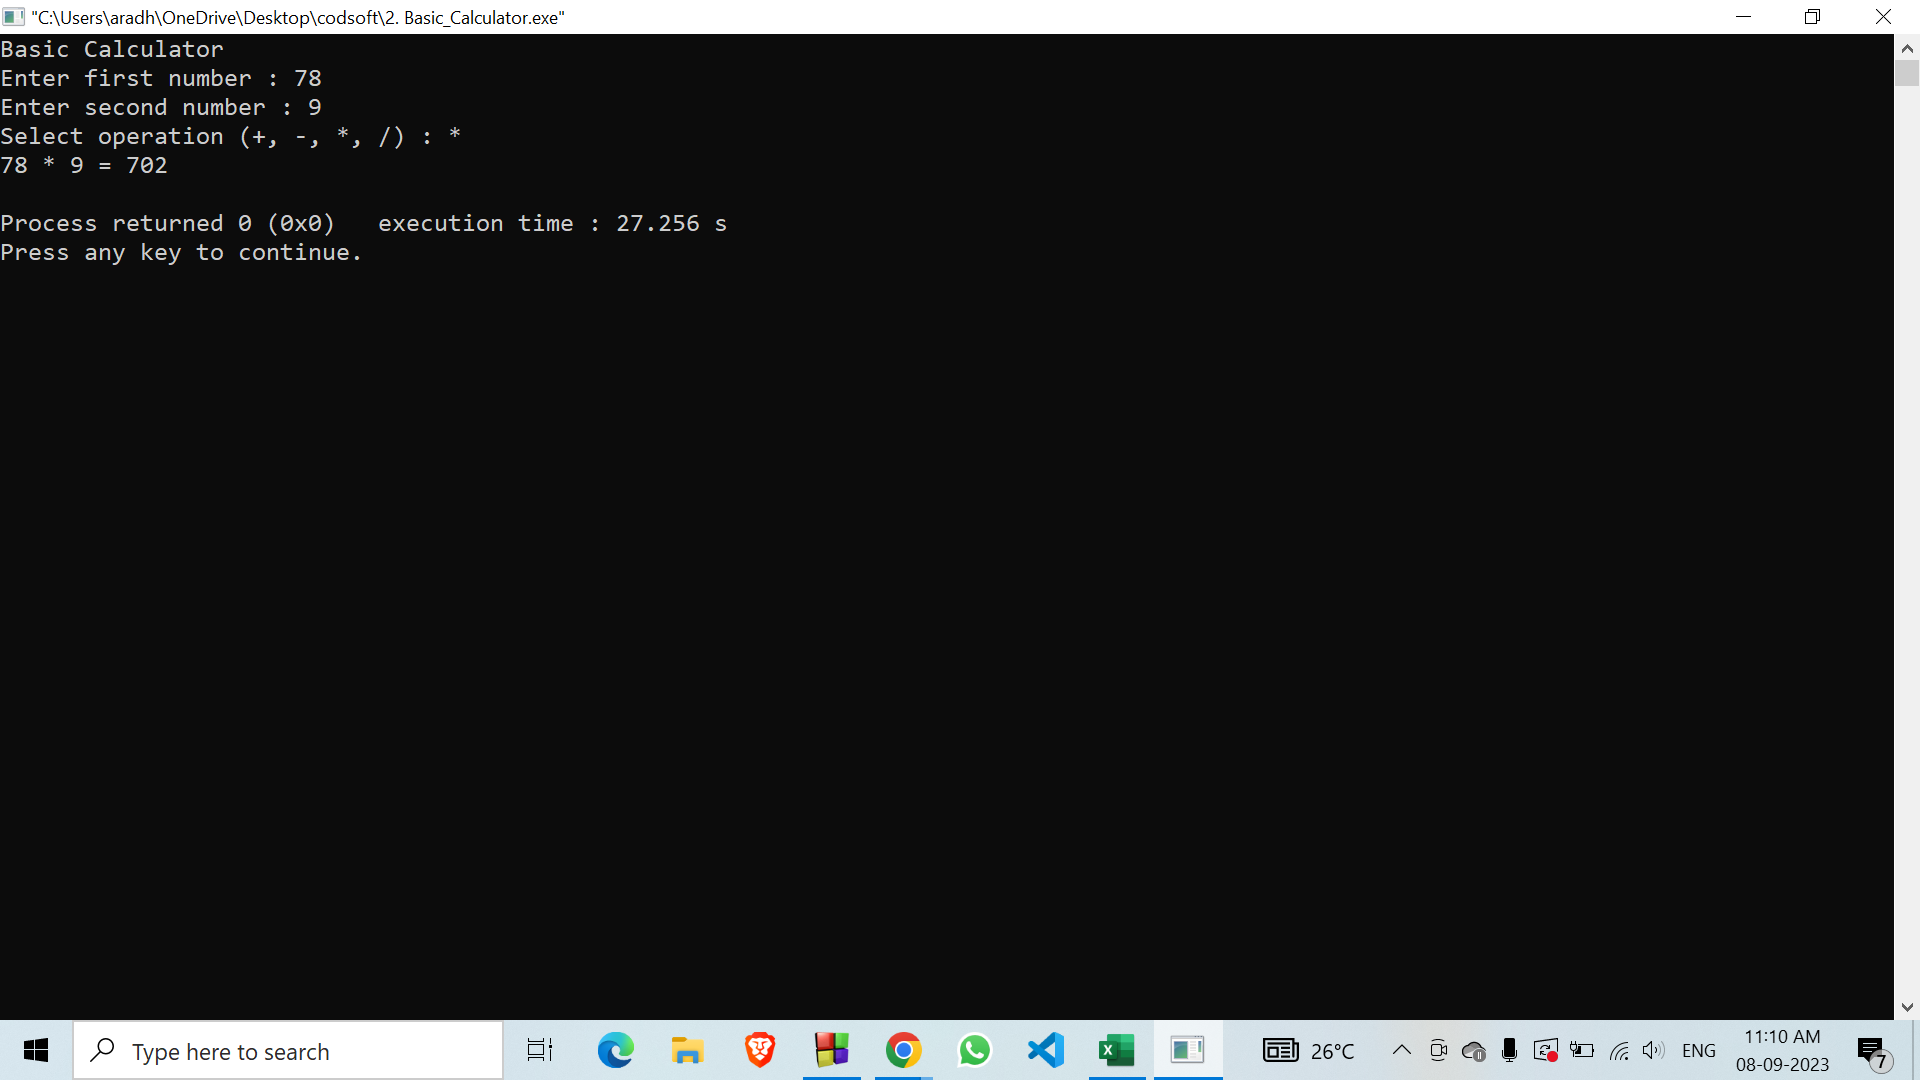 "C:\Users\aradh\OneDrive\Desktop\codsoft\2. Basic_Calculator.exe"
Basic Calculator
Enter first number : 78
Enter second number : 9
Select operation (+, -, *, /) : *
78 * 9 = 702
Process returned 0 (0x0)   execution time : 27.256 s
Press any key to continue.
Type here to search
26°C
ENG
11:10 AM
08-09-2023
7